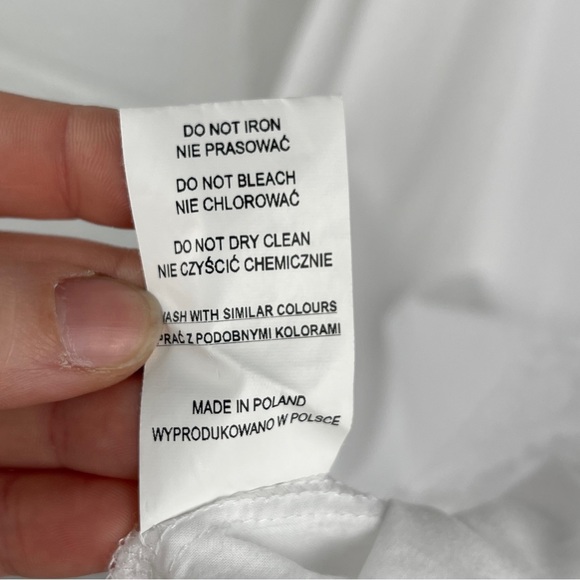 DO NOT IRON
NIE PRASOWAĆ
DO NOT BLEACH
NIE CHLOROWAĆ
DO NOT DRY CLEAN
NIE CZYŚCIĆ CHEMICZNIE
WASH WITH SIMILAR COLOURS
PRAĆ Z PODOBNYMI KOLORAMI
MADE IN POLAND
WYPRODUKOWANO W POLSCE